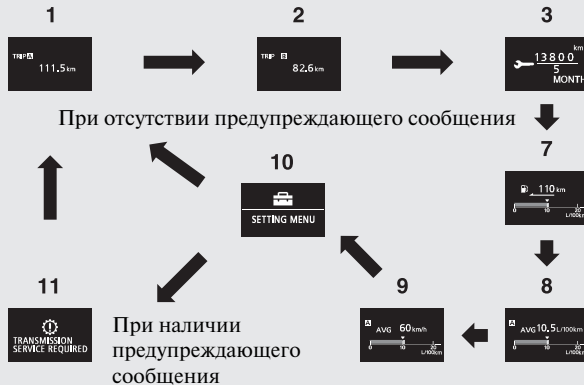 1
2
3
TRIP A
111.5 km
TRIP B
82.6 km
km
13800
5
MONTH
При отсутствии предупреждающего сообщения
7
110 km
0 10 20
L/100km
10
SETTING MENU
11
TRANSMISSION
SERVICE REQUIRED
При наличии
предупреждающего
сообщения
9
A AVG 60 km/h
0 10 20
L/100km
8
A AVG 10.5 L/100km
0 10 20
L/100km